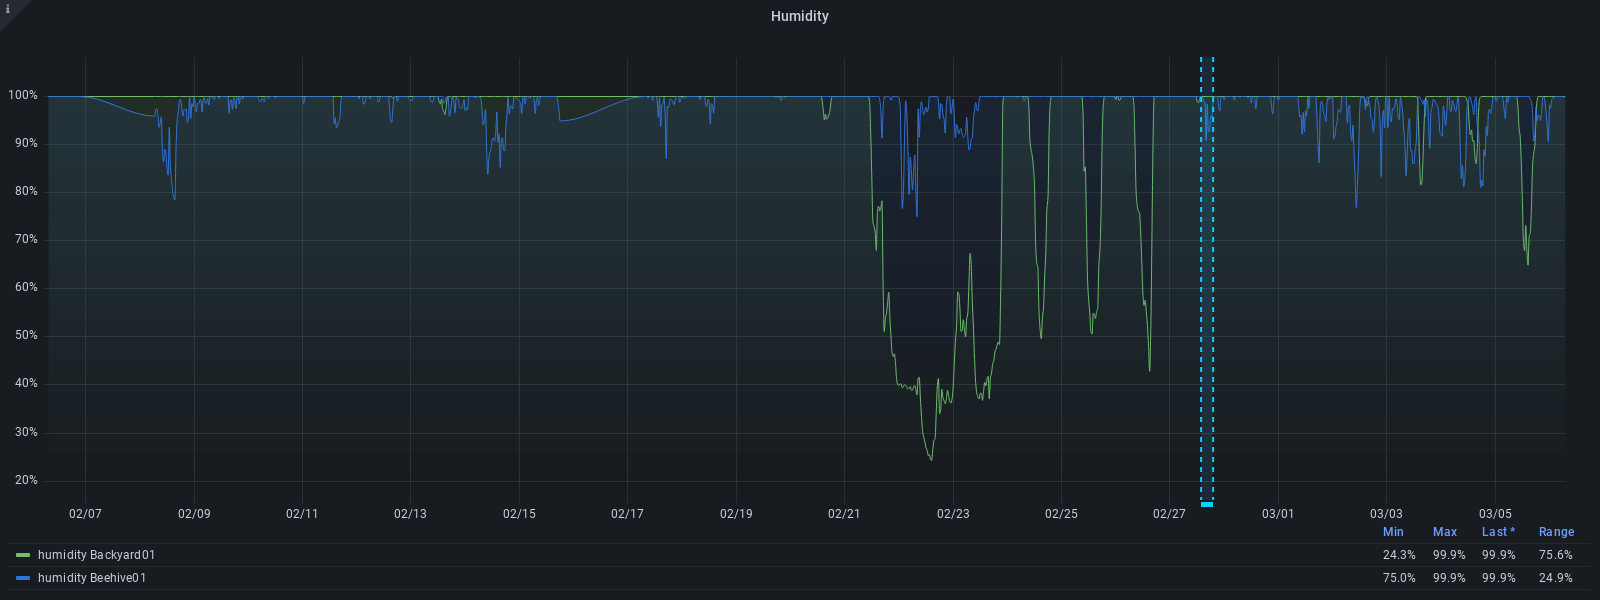 i
Humidity
100%
90%
80%
70%
60%
50%
40%
30%
20%
02/07 02/09 02/11 02/13 02/15 02/17 02/19 02/21 02/23 02/25 02/27 03/01 03/03 03/05
Min Max Last * Range
humidity Backyard01 24.3% 99.9% 99.9% 75.6%
humidity Beehive01 75.0% 99.9% 99.9% 24.9%